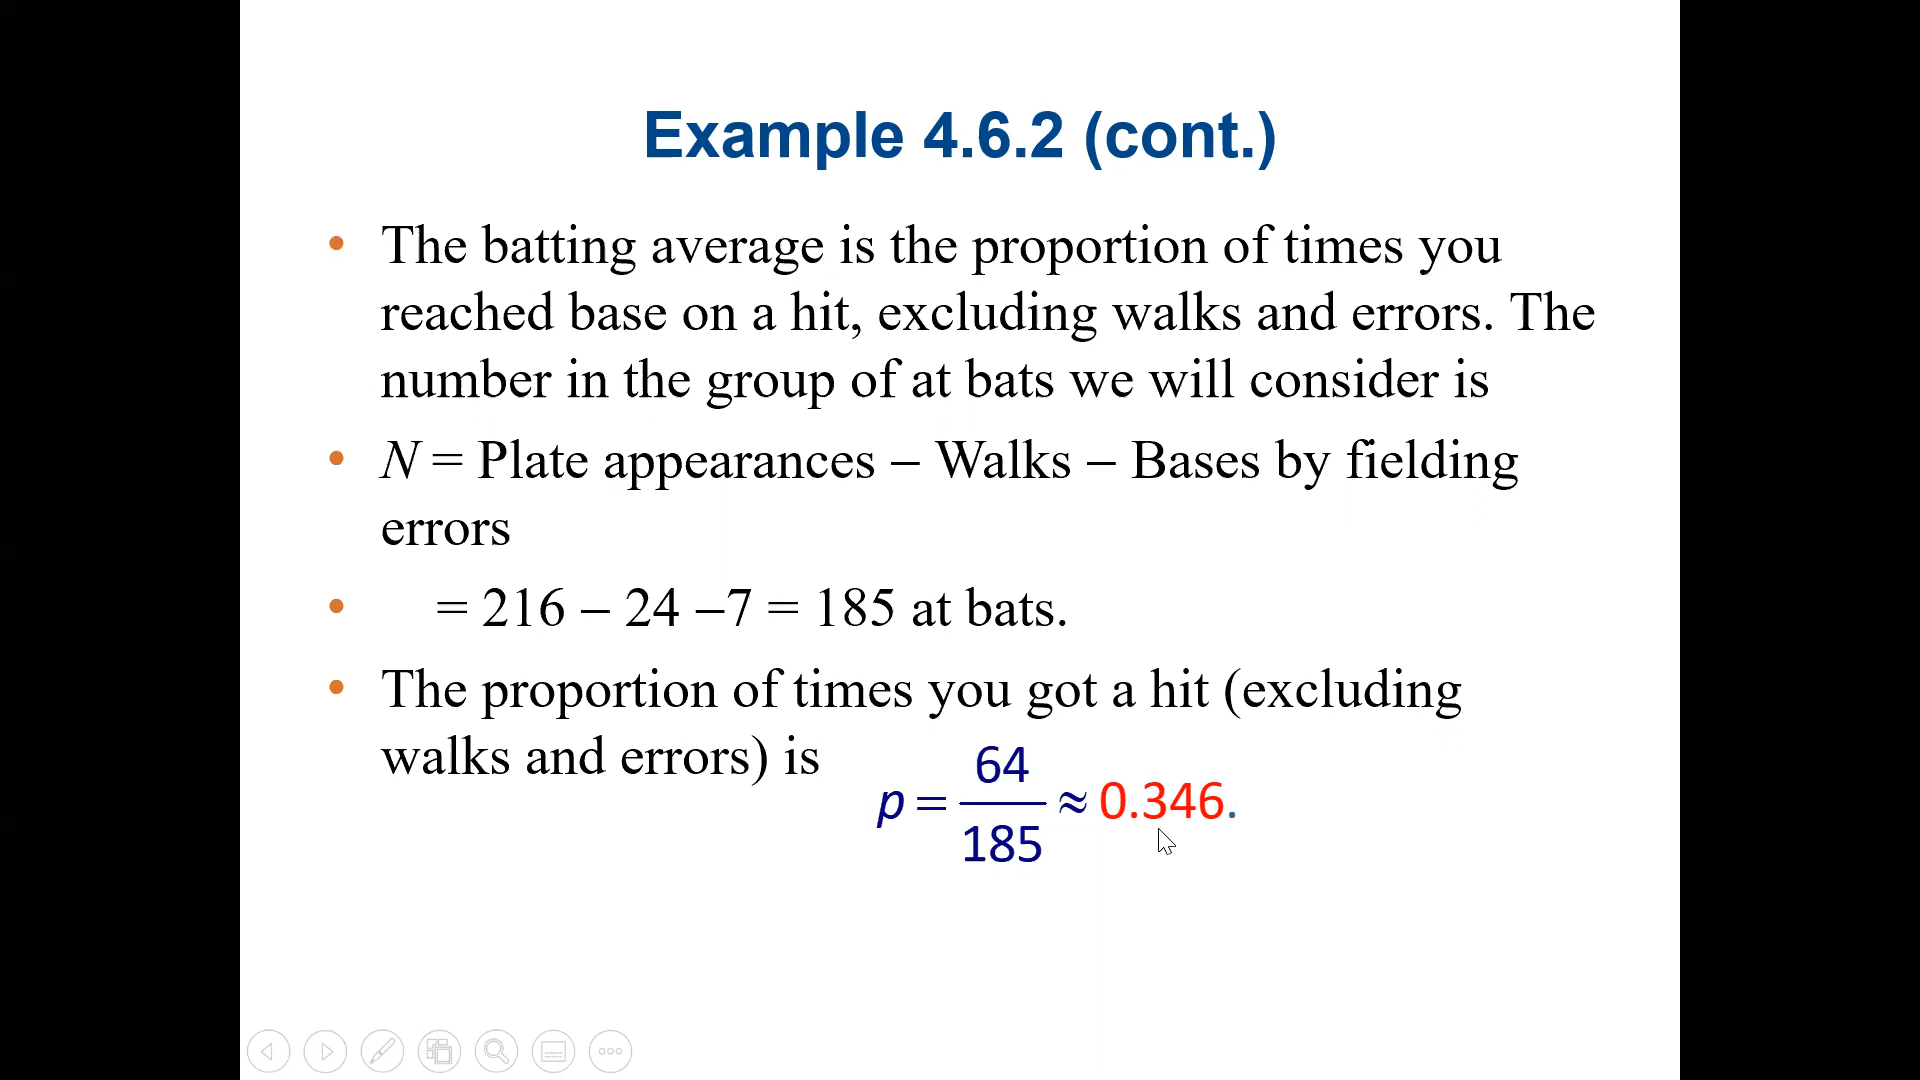 Example 4.6.2 (cont.)
• The batting average is the proportion of times you
reached base on a hit, excluding walks and errors. The
number in the group of at bats we will consider is
• N = Plate appearances – Walks – Bases by fielding
errors
• = 216 – 24 –7 = 185 at bats.
• The proportion of times you got a hit (excluding
walks and errors) is
p = 64/185 ≈ 0.346.